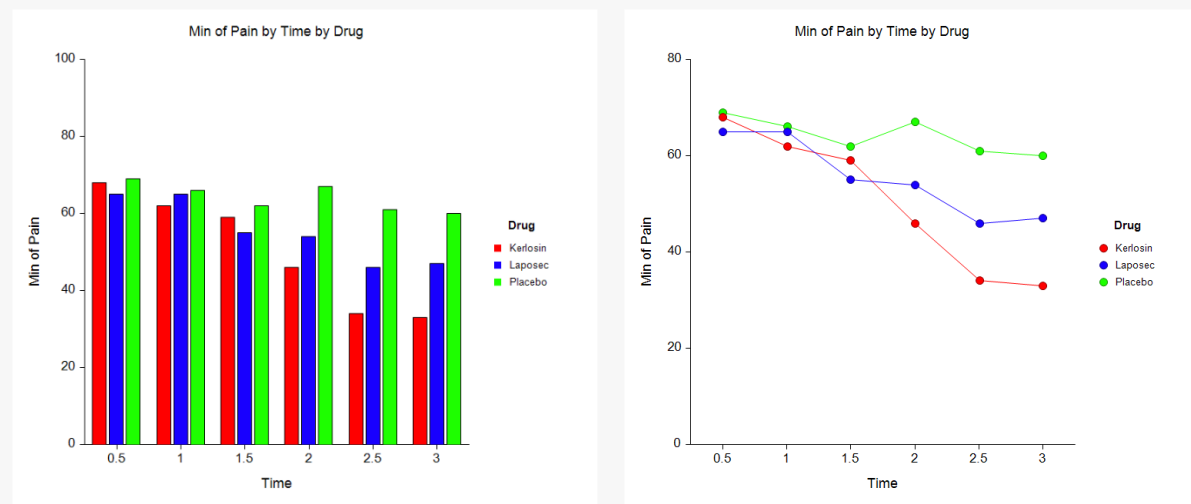 Min of Pain by Time by Drug
100
80
60
40
20
0
Min of Pain
0.5 1 1.5 2 2.5 3
Time
Drug
Kerlosin
Laposec
Placebo
Min of Pain by Time by Drug
80
60
40
20
0
Min of Pain
0.5 1 1.5 2 2.5 3
Time
Drug
Kerlosin
Laposec
Placebo